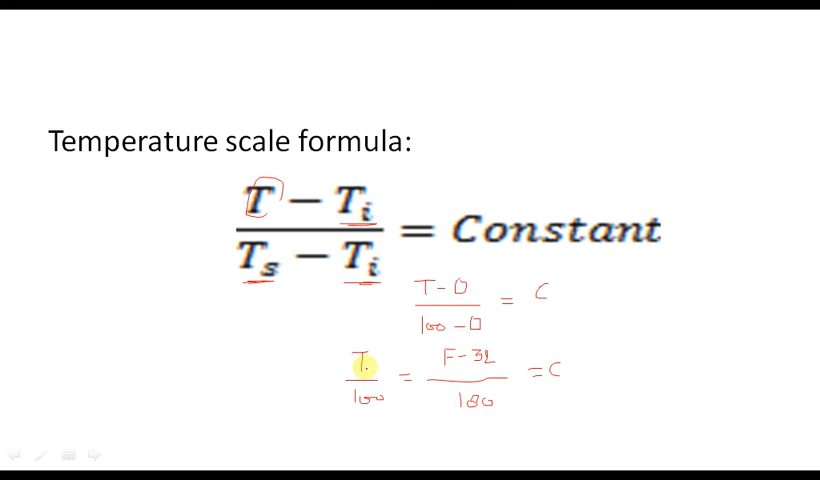 Temperature scale formula:
T − Ti
Ts − Ti
= Constant
T - 0
100 - 0
= C
T
100
=
F - 32
180
= C